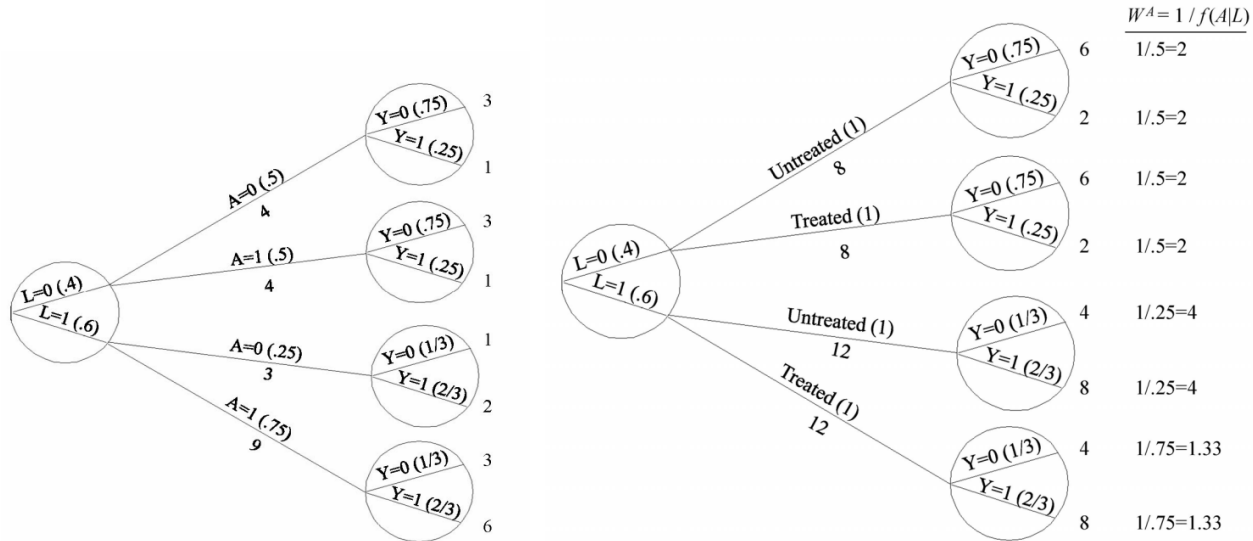 L=0 (.4)
L=1 (.6)
A=0 (.5)
4
A=1 (.5)
4
A=0 (.25)
3
A=1 (.75)
9
Y=0 (.75)
3
Y=1 (.25)
1
Y=0 (.75)
3
Y=1 (.25)
1
Y=0 (1/3)
1
Y=1 (2/3)
2
Y=0 (1/3)
3
Y=1 (2/3)
6
L=0 (.4)
L=1 (.6)
Untreated (1)
8
Treated (1)
8
Untreated (1)
12
Treated (1)
12
W^A = 1 / f(A|L)
Y=0 (.75) 6 1/.5=2
Y=1 (.25) 2 1/.5=2
Y=0 (.75) 6 1/.5=2
Y=1 (.25) 2 1/.5=2
Y=0 (1/3) 4 1/.25=4
Y=1 (2/3) 8 1/.25=4
Y=0 (1/3) 4 1/.75=1.33
Y=1 (2/3) 8 1/.75=1.33